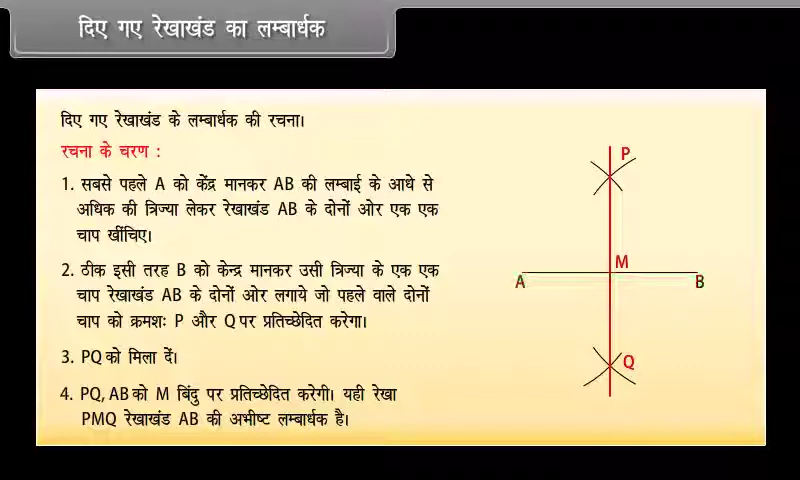 दिए गए रेखाखंड का लम्बार्धक
दिए गए रेखाखंड के लम्बार्धक की रचना।
रचना के चरण :
1. सबसे पहले A को केंद्र मानकर AB की लम्बाई के आधे से
अधिक की त्रिज्या लेकर रेखाखंड AB के दोनों ओर एक एक
चाप खींचिए।
2. ठीक इसी तरह B को केन्द्र मानकर उसी त्रिज्या के एक एक
चाप रेखाखंड AB के दोनों ओर लगाये जो पहले वाले दोनों
चाप को क्रमशः P और Q पर प्रतिच्छेदित करेगा।
3. PQ को मिला दें।
4. PQ, AB को M बिंदु पर प्रतिच्छेदित करेगी। यही रेखा
PMQ रेखाखंड AB की अभीष्ट लम्बार्धक है।
P
M
A
B
Q